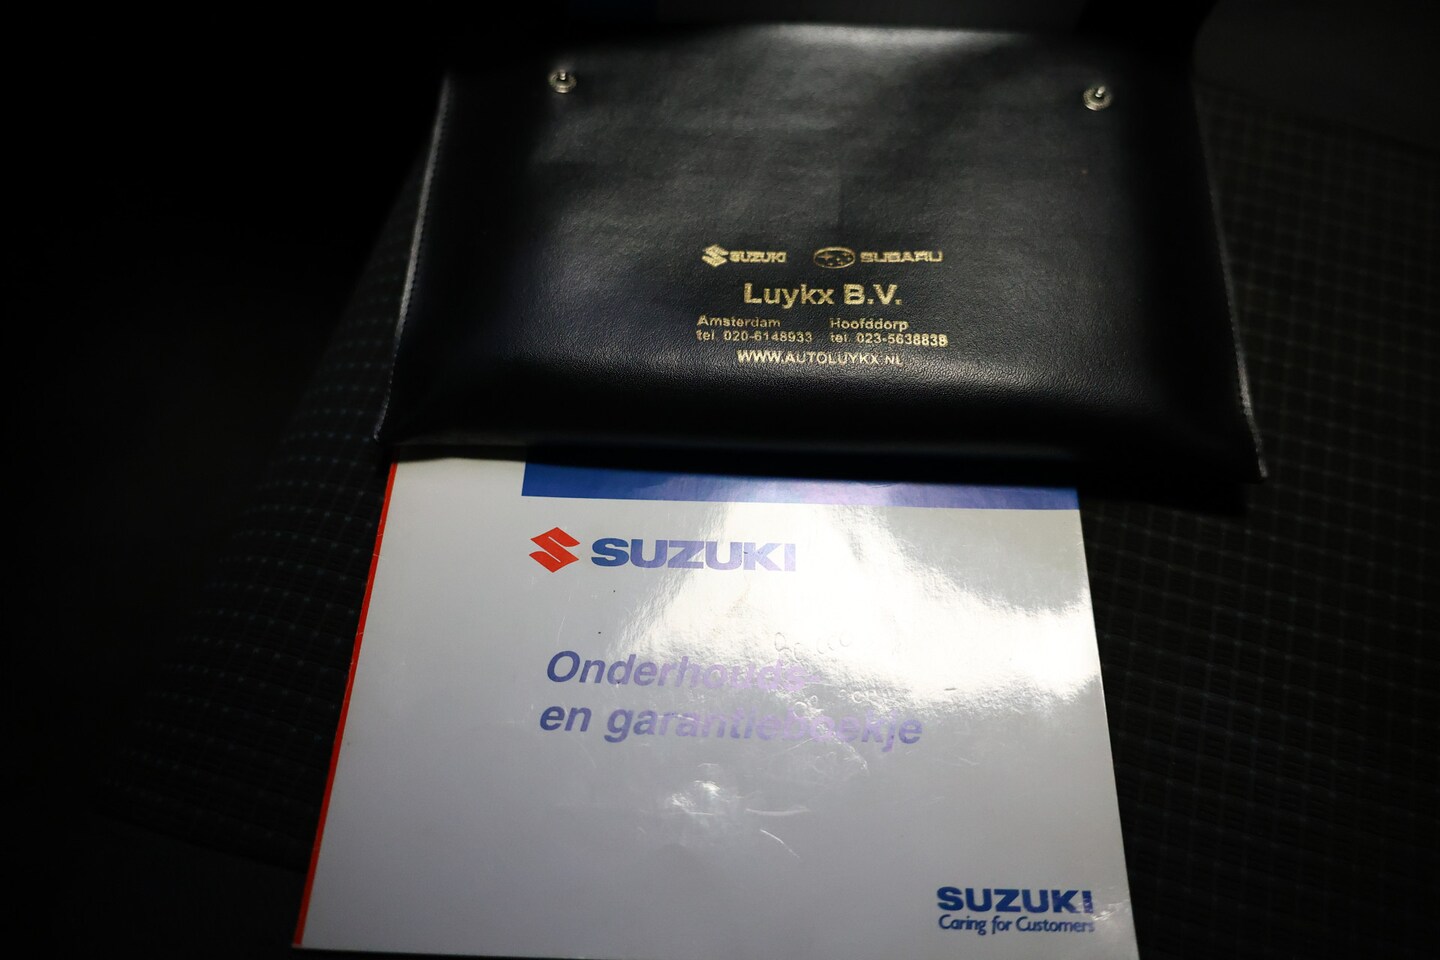 SUZUKI SUBARU
Luykx B.V.
Amsterdam Hoofddorp
tel. 020-6148933 tel. 023-5638838
WWW.AUTOLUYKX.NL
SUZUKI
Onderhouds-
en garantieboekje
SUZUKI
Caring for Customers